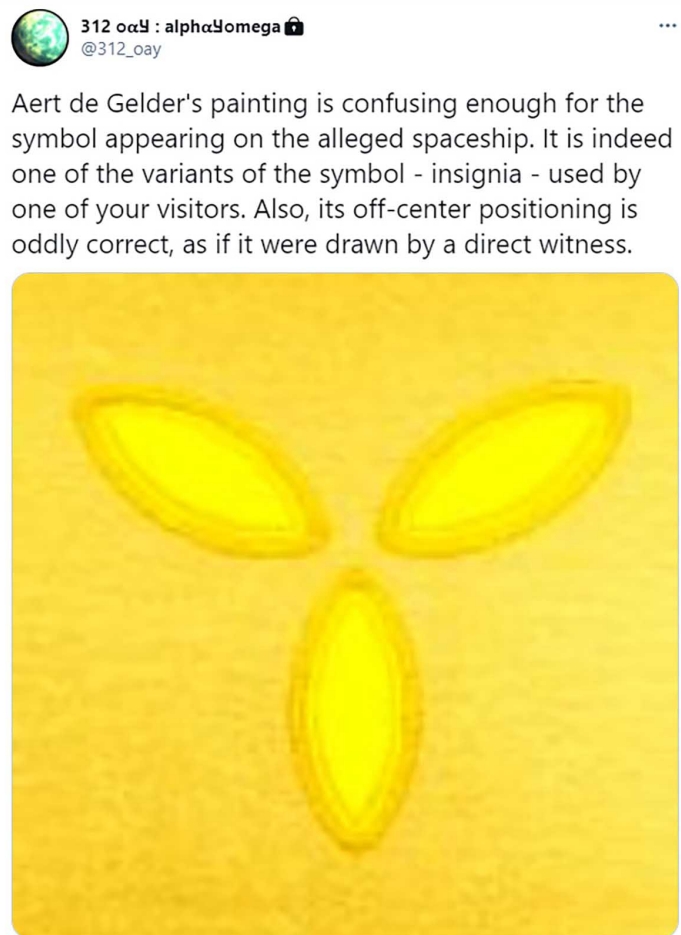 312 oαY : alphαYomega
@312_oay
Aert de Gelder's painting is confusing enough for the
symbol appearing on the alleged spaceship. It is indeed
one of the variants of the symbol - insignia - used by
one of your visitors. Also, its off-center positioning is
oddly correct, as if it were drawn by a direct witness.